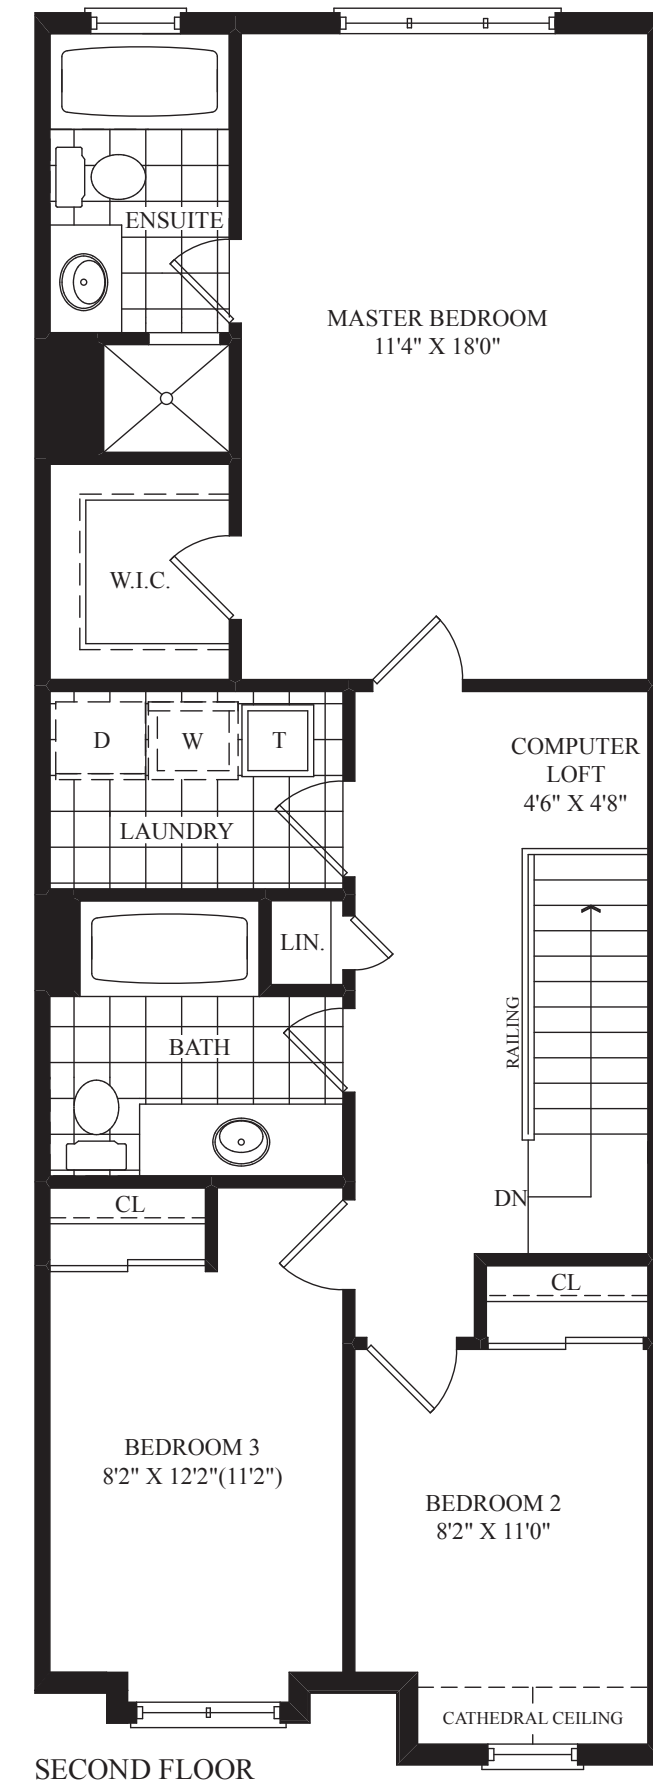 ENSUITE
MASTER BEDROOM
11'4" X 18'0"
W.I.C.
D
W
T
COMPUTER
LOFT
4'6" X 4'8"
LAUNDRY
LIN.
RAILING
BATH
DN
CL
CL
BEDROOM 3
8'2" X 12'2"(11'2")
BEDROOM 2
8'2" X 11'0"
CATHEDRAL CEILING
SECOND FLOOR